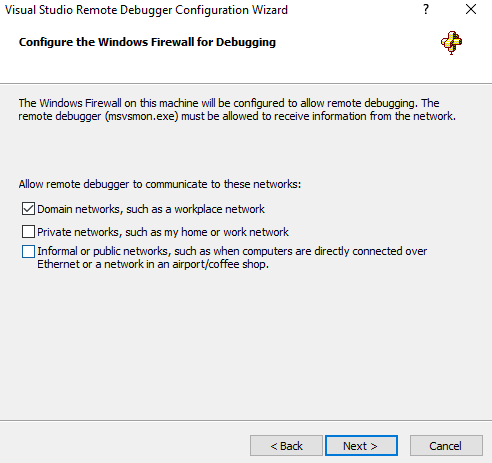 Visual Studio Remote Debugger Configuration Wizard ? ✕
Configure the Windows Firewall for Debugging
The Windows Firewall on this machine will be configured to allow remote debugging. The
remote debugger (msvsmon.exe) must be allowed to receive information from the network.
Allow remote debugger to communicate to these networks:
Domain networks, such as a workplace network
Private networks, such as my home or work network
Informal or public networks, such as when computers are directly connected over
Ethernet or a network in an airport/coffee shop.
< Back Next > Cancel